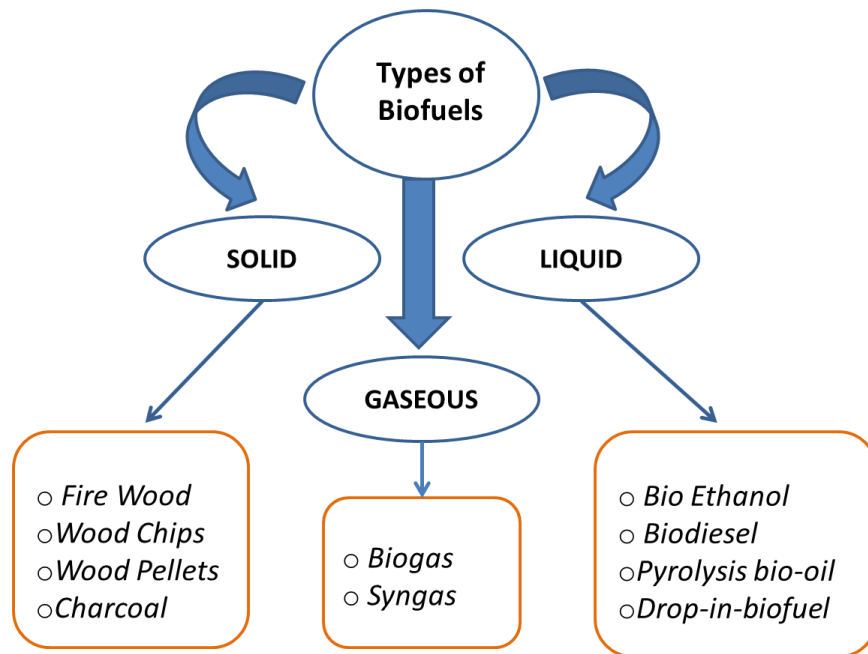 Types of
Biofuels
SOLID
LIQUID
GASEOUS
○ Fire Wood
○ Wood Chips
○ Wood Pellets
○ Charcoal
○ Biogas
○ Syngas
○ Bio Ethanol
○ Biodiesel
○ Pyrolysis bio-oil
○ Drop-in-biofuel